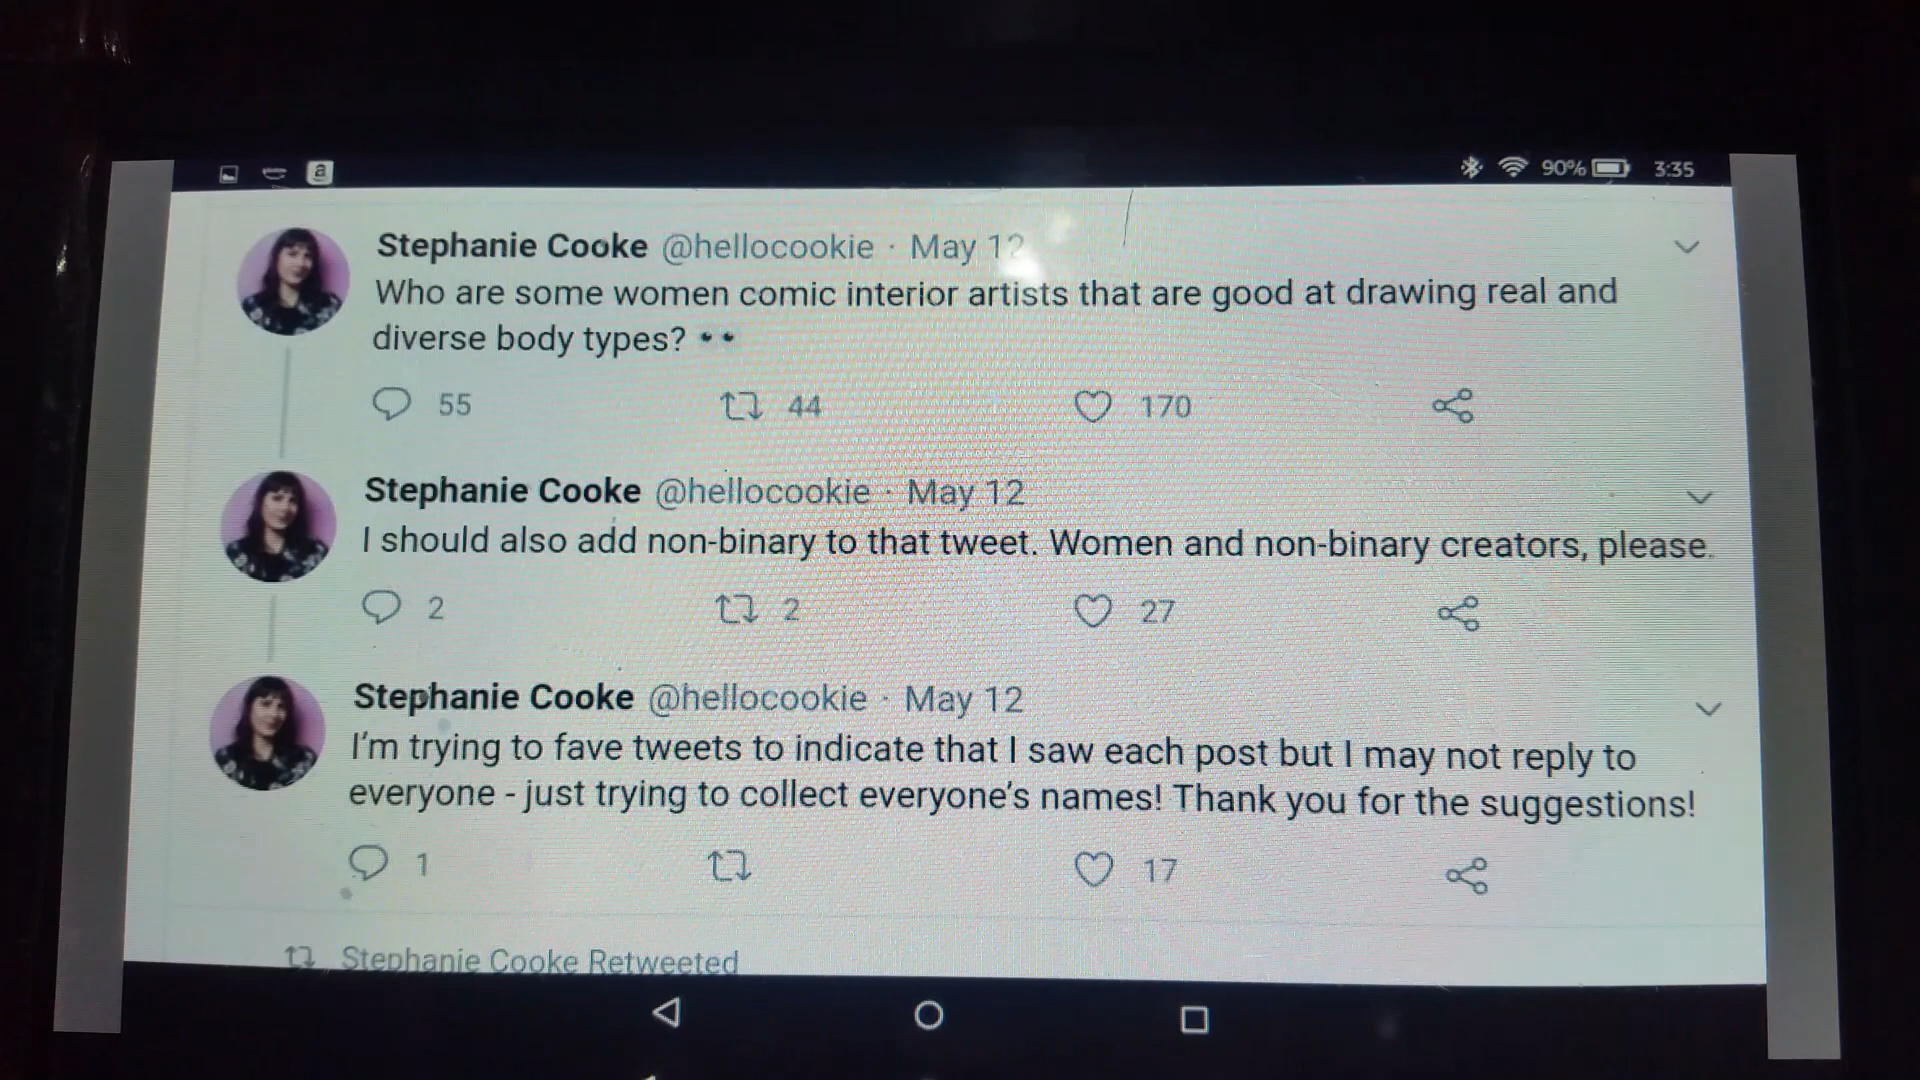 a
90%
3:35
Stephanie Cooke @hellocookie · May 12
Who are some women comic interior artists that are good at drawing real and
diverse body types?
55
44
170
Stephanie Cooke @hellocookie · May 12
I should also add non-binary to that tweet. Women and non-binary creators, please.
2
2
27
Stephanie Cooke @hellocookie · May 12
I'm trying to fave tweets to indicate that I saw each post but I may not reply to
everyone - just trying to collect everyone's names! Thank you for the suggestions!
1
17
Stephanie Cooke Retweeted